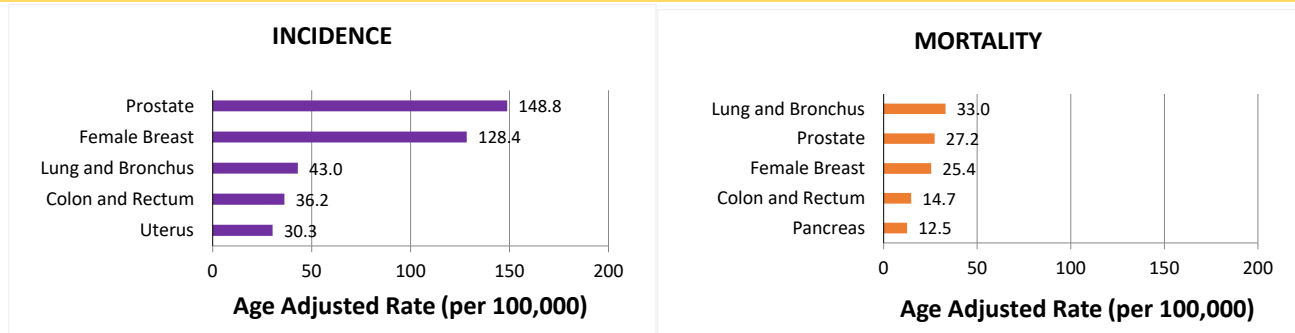 INCIDENCE
Prostate 148.8
Female Breast 128.4
Lung and Bronchus 43.0
Colon and Rectum 36.2
Uterus 30.3
0 50 100 150 200
Age Adjusted Rate (per 100,000)
MORTALITY
Lung and Bronchus 33.0
Prostate 27.2
Female Breast 25.4
Colon and Rectum 14.7
Pancreas 12.5
0 50 100 150 200
Age Adjusted Rate (per 100,000)